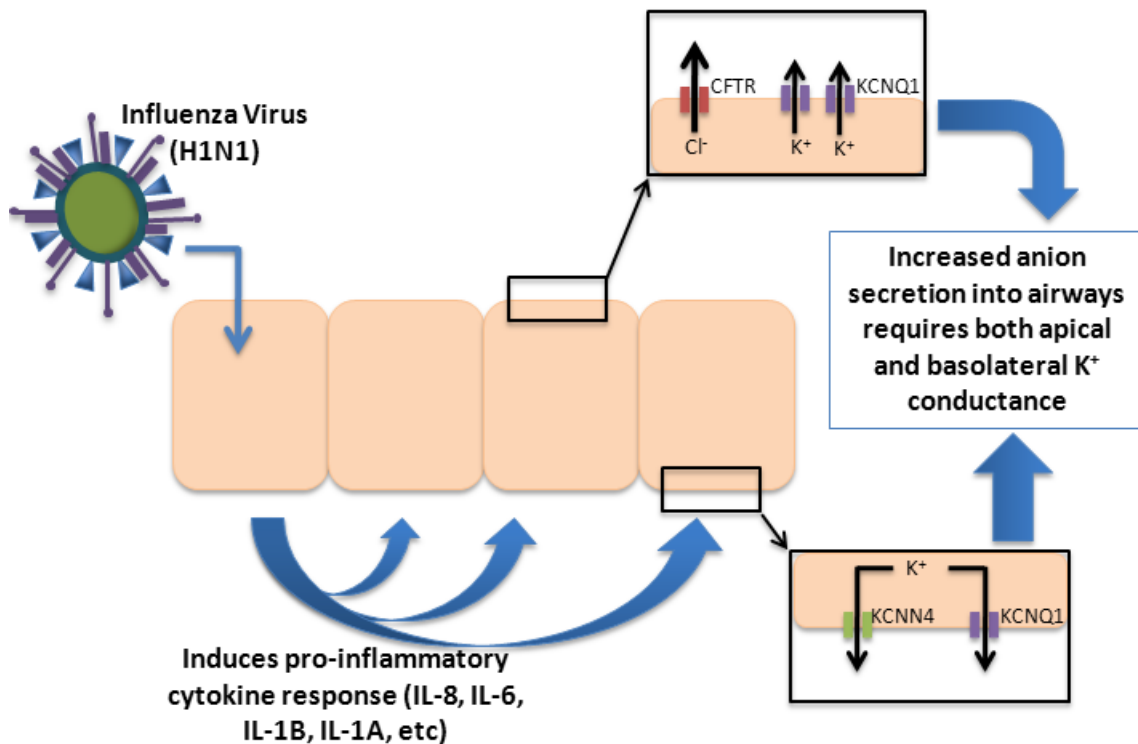 Influenza Virus
(H1N1)
CFTR
KCNQ1
Cl⁻
K⁺
K⁺
Increased anion
secretion into airways
requires both apical
and basolateral K⁺
conductance
K⁺
KCNN4
KCNQ1
Induces pro-inflammatory
cytokine response (IL-8, IL-6,
IL-1B, IL-1A, etc)